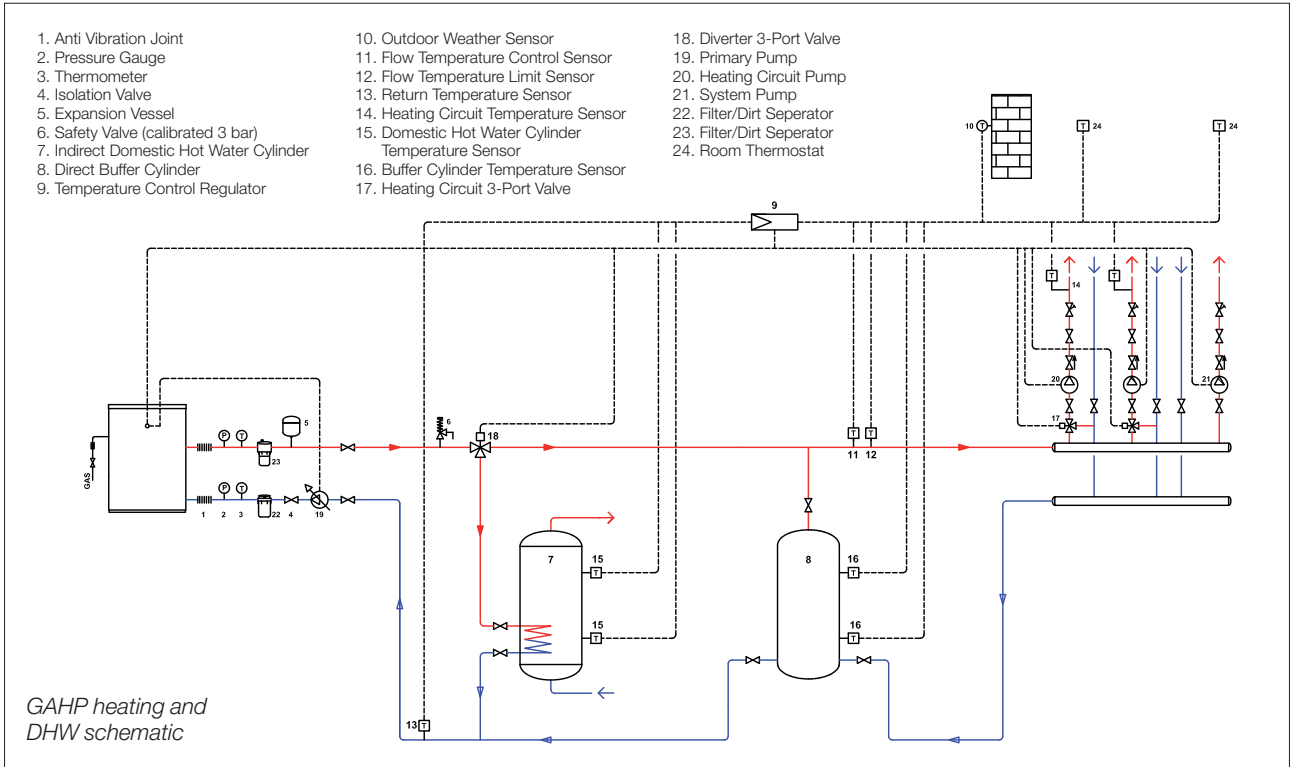 1. Anti Vibration Joint
2. Pressure Gauge
3. Thermometer
4. Isolation Valve
5. Expansion Vessel
6. Safety Valve (calibrated 3 bar)
7. Indirect Domestic Hot Water Cylinder
8. Direct Buffer Cylinder
9. Temperature Control Regulator
10. Outdoor Weather Sensor
11. Flow Temperature Control Sensor
12. Flow Temperature Limit Sensor
13. Return Temperature Sensor
14. Heating Circuit Temperature Sensor
15. Domestic Hot Water Cylinder
Temperature Sensor
16. Buffer Cylinder Temperature Sensor
17. Heating Circuit 3-Port Valve
18. Diverter 3-Port Valve
19. Primary Pump
20. Heating Circuit Pump
21. System Pump
22. Filter/Dirt Seperator
23. Filter/Dirt Seperator
24. Room Thermostat
10 T
T 24
T 24
9
T
14
T
20
21
17
6
18
5
P
T
23
GAS
P
T
1
2
3
22
4
19
T
11
T
12
7
15
T
15
T
8
16
T
16
T
13 T
GAHP heating and
DHW schematic